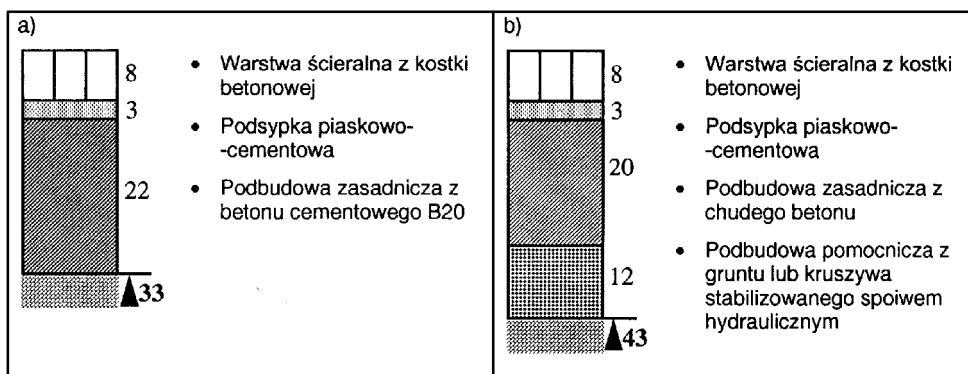 a)
8
3
22
33
• Warstwa ścieralna z kostki
betonowej
• Podsypka piaskowo-
-cementowa
• Podbudowa zasadnicza z
betonu cementowego B20
b)
8
3
20
12
43
• Warstwa ścieralna z kostki
betonowej
• Podsypka piaskowo-
-cementowa
• Podbudowa zasadnicza z
chudego betonu
• Podbudowa pomocnicza z
gruntu lub kruszywa
stabilizowanego spoiwem
hydraulicznym